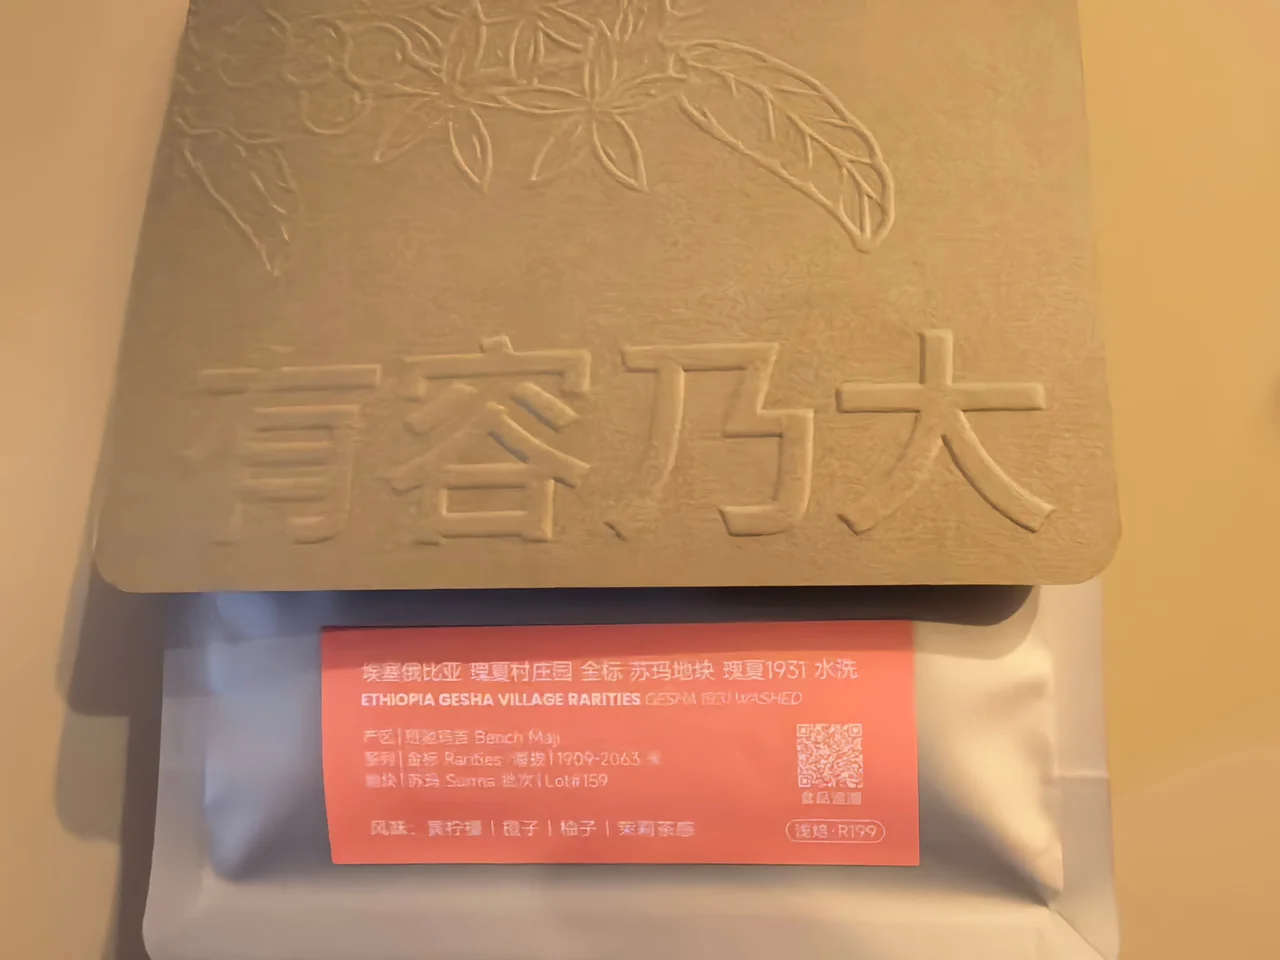 有容乃大
埃塞俄比亚 瑰夏村庄园 金标 苏玛地块 瑰夏1931 水洗
ETHIOPIA GESHA VILLAGE RARITIES GESHA 1931 WASHED
产区|班驰玛吉 Bench Maji
系列|金标 Rarities 海拔|1909-2063
地块|苏玛 Surma 批次|Lot#159
食品追溯
风味: 黄柠檬 | 橙子 | 柚子 | 茉莉茶感
浅焙·R199